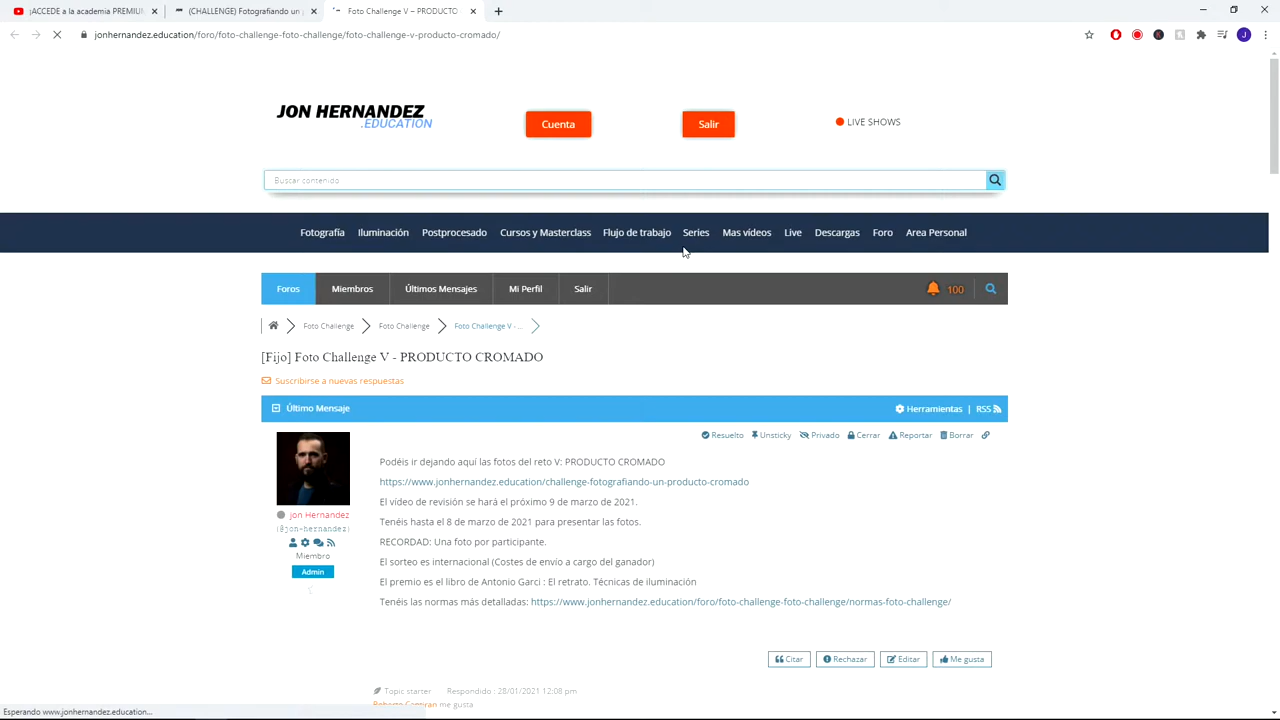 ¡ACCEDE a la academia PREMIU
(CHALLENGE) Fotografiando un
Foto Challenge V – PRODUCTO
jonhernandez.education/foro/foto-challenge-foto-challenge/foto-challenge-v-producto-cromado/
J
JON HERNANDEZ
.EDUCATION
Cuenta
Salir
LIVE SHOWS
Buscar contenido
Fotografía Iluminación Postprocesado Cursos y Masterclass Flujo de trabajo Series Mas vídeos Live Descargas Foro Area Personal
Foros Miembros Últimos Mensajes Mi Perfil Salir 100
Foto Challenge Foto Challenge Foto Challenge V - ...
[Fijo] Foto Challenge V - PRODUCTO CROMADO
Suscribirse a nuevas respuestas
Último Mensaje Herramientas | RSS
Resuelto Unsticky Privado Cerrar Reportar Borrar
Podéis ir dejando aquí las fotos del reto V: PRODUCTO CROMADO
https://www.jonhernandez.education/challenge-fotografiando-un-producto-cromado
El vídeo de revisión se hará el próximo 9 de marzo de 2021.
Tenéis hasta el 8 de marzo de 2021 para presentar las fotos.
RECORDAD: Una foto por participante.
El sorteo es internacional (Costes de envío a cargo del ganador)
El premio es el libro de Antonio Garci : El retrato. Técnicas de iluminación
Tenéis las normas más detalladas: https://www.jonhernandez.education/foro/foto-challenge-foto-challenge/normas-foto-challenge/
jon Hernandez
(@jon-hernandez)
Miembro
Admin
Citar Rechazar Editar Me gusta
Topic starter Respondido : 28/01/2021 12:08 pm
me gusta
Esperando www.jonhernandez.education...